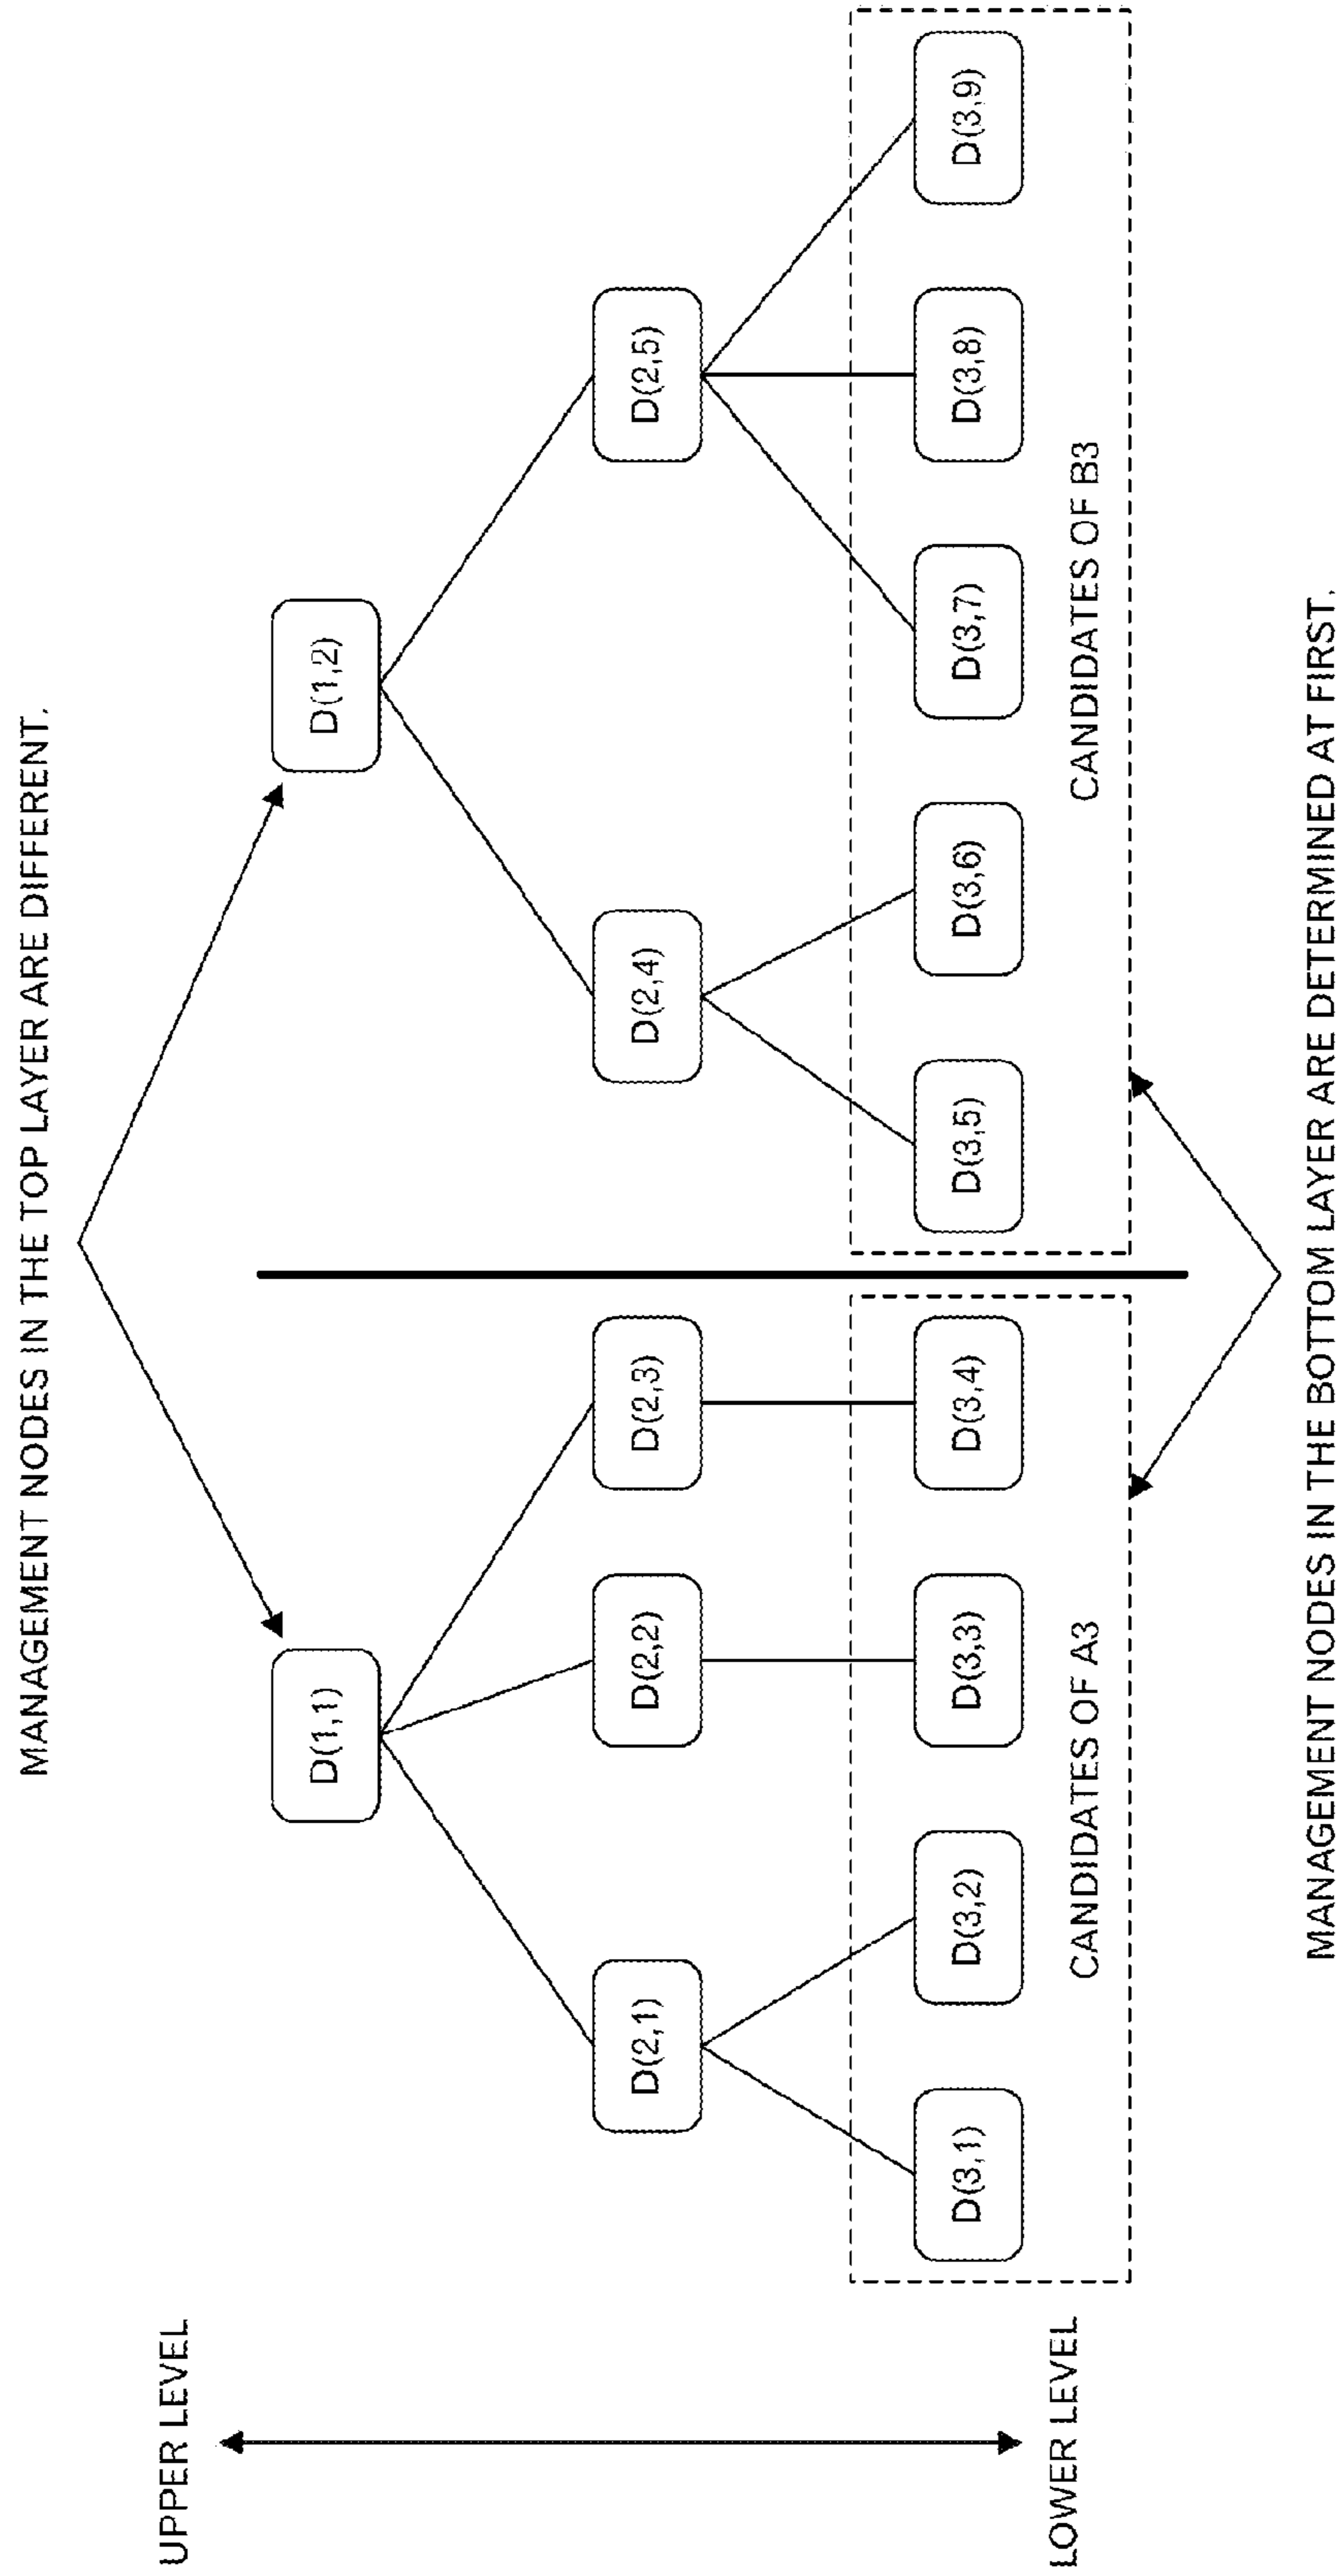 MANAGEMENT NODES IN THE TOP LAYER ARE DIFFERENT.
UPPER LEVEL
D(1,1)
D(1,2)
D(2,1)
D(2,2)
D(2,3)
D(2,4)
D(2,5)
D(3,1)
D(3,2)
D(3,3)
D(3,4)
D(3,5)
D(3,6)
D(3,7)
D(3,8)
D(3,9)
LOWER LEVEL
CANDIDATES OF A3
CANDIDATES OF B3
MANAGEMENT NODES IN THE BOTTOM LAYER ARE DETERMINED AT FIRST.